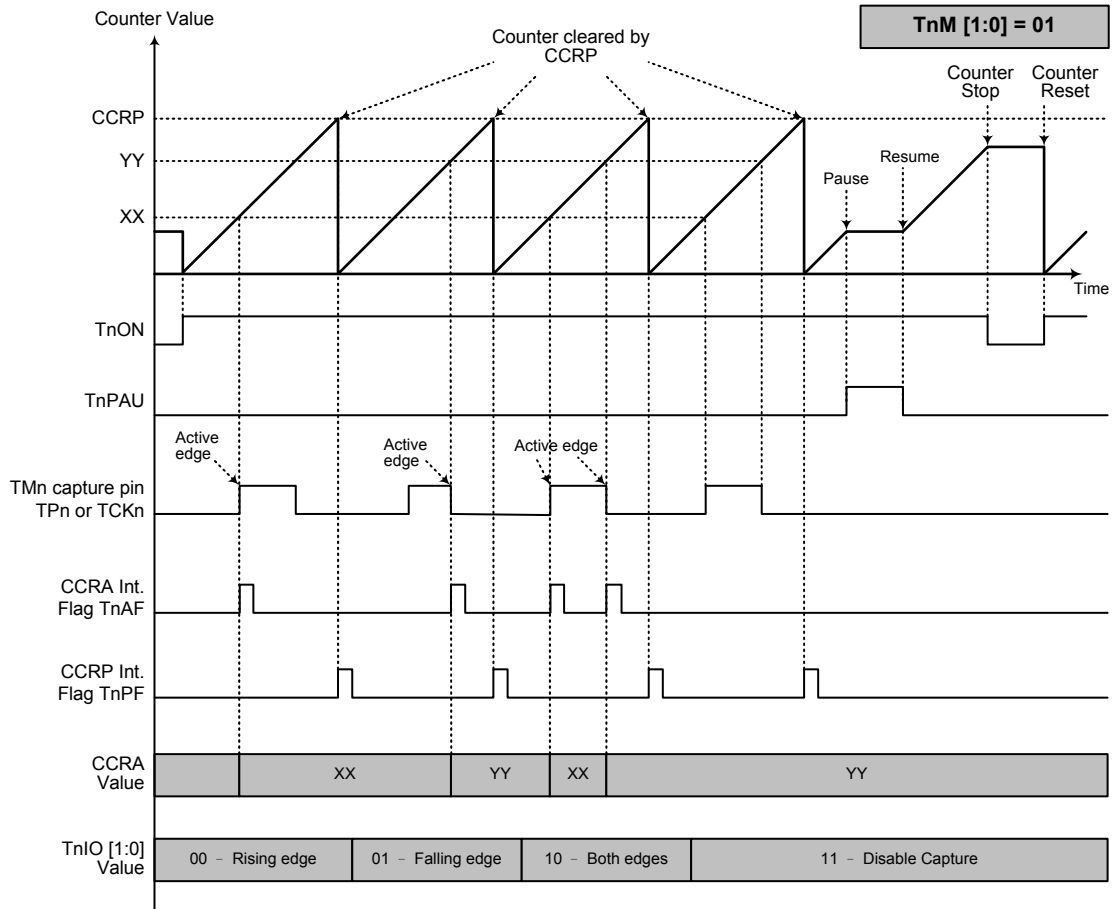 Counter Value
TnM [1:0] = 01
Counter cleared by
CCRP
Counter
Stop
Counter
Reset
CCRP
YY
Resume
Pause
XX
Time
TnON
TnPAU
Active
edge
Active
edge
Active edge
TMn capture pin
TPn or TCKn
CCRA Int.
Flag TnAF
CCRP Int.
Flag TnPF
CCRA
Value
XX
YY
XX
YY
TnIO [1:0]
Value
00 – Rising edge
01 – Falling edge
10 – Both edges
11 – Disable Capture